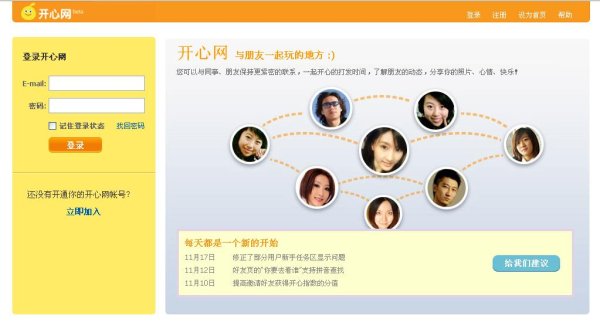 开心网 beta
登录 注册 设为首页 帮助
登录开心网
E-mail:
密码:
记住登录状态 找回密码
登录
还没有开通你的开心网帐号?
立即加入
开心网 与朋友一起玩的地方 :)
您可以与同事、朋友保持更紧密的联系，一起开心的打发时间，了解朋友的动态，分享你的照片、心情、快乐！
每天都是一个新的开始
11月17日 修正了部分用户新手任务区显示问题
11月12日 好友页的“你要去看谁”支持拼音查找
11月10日 提高邀请好友获得开心指数的分值
给我们建议